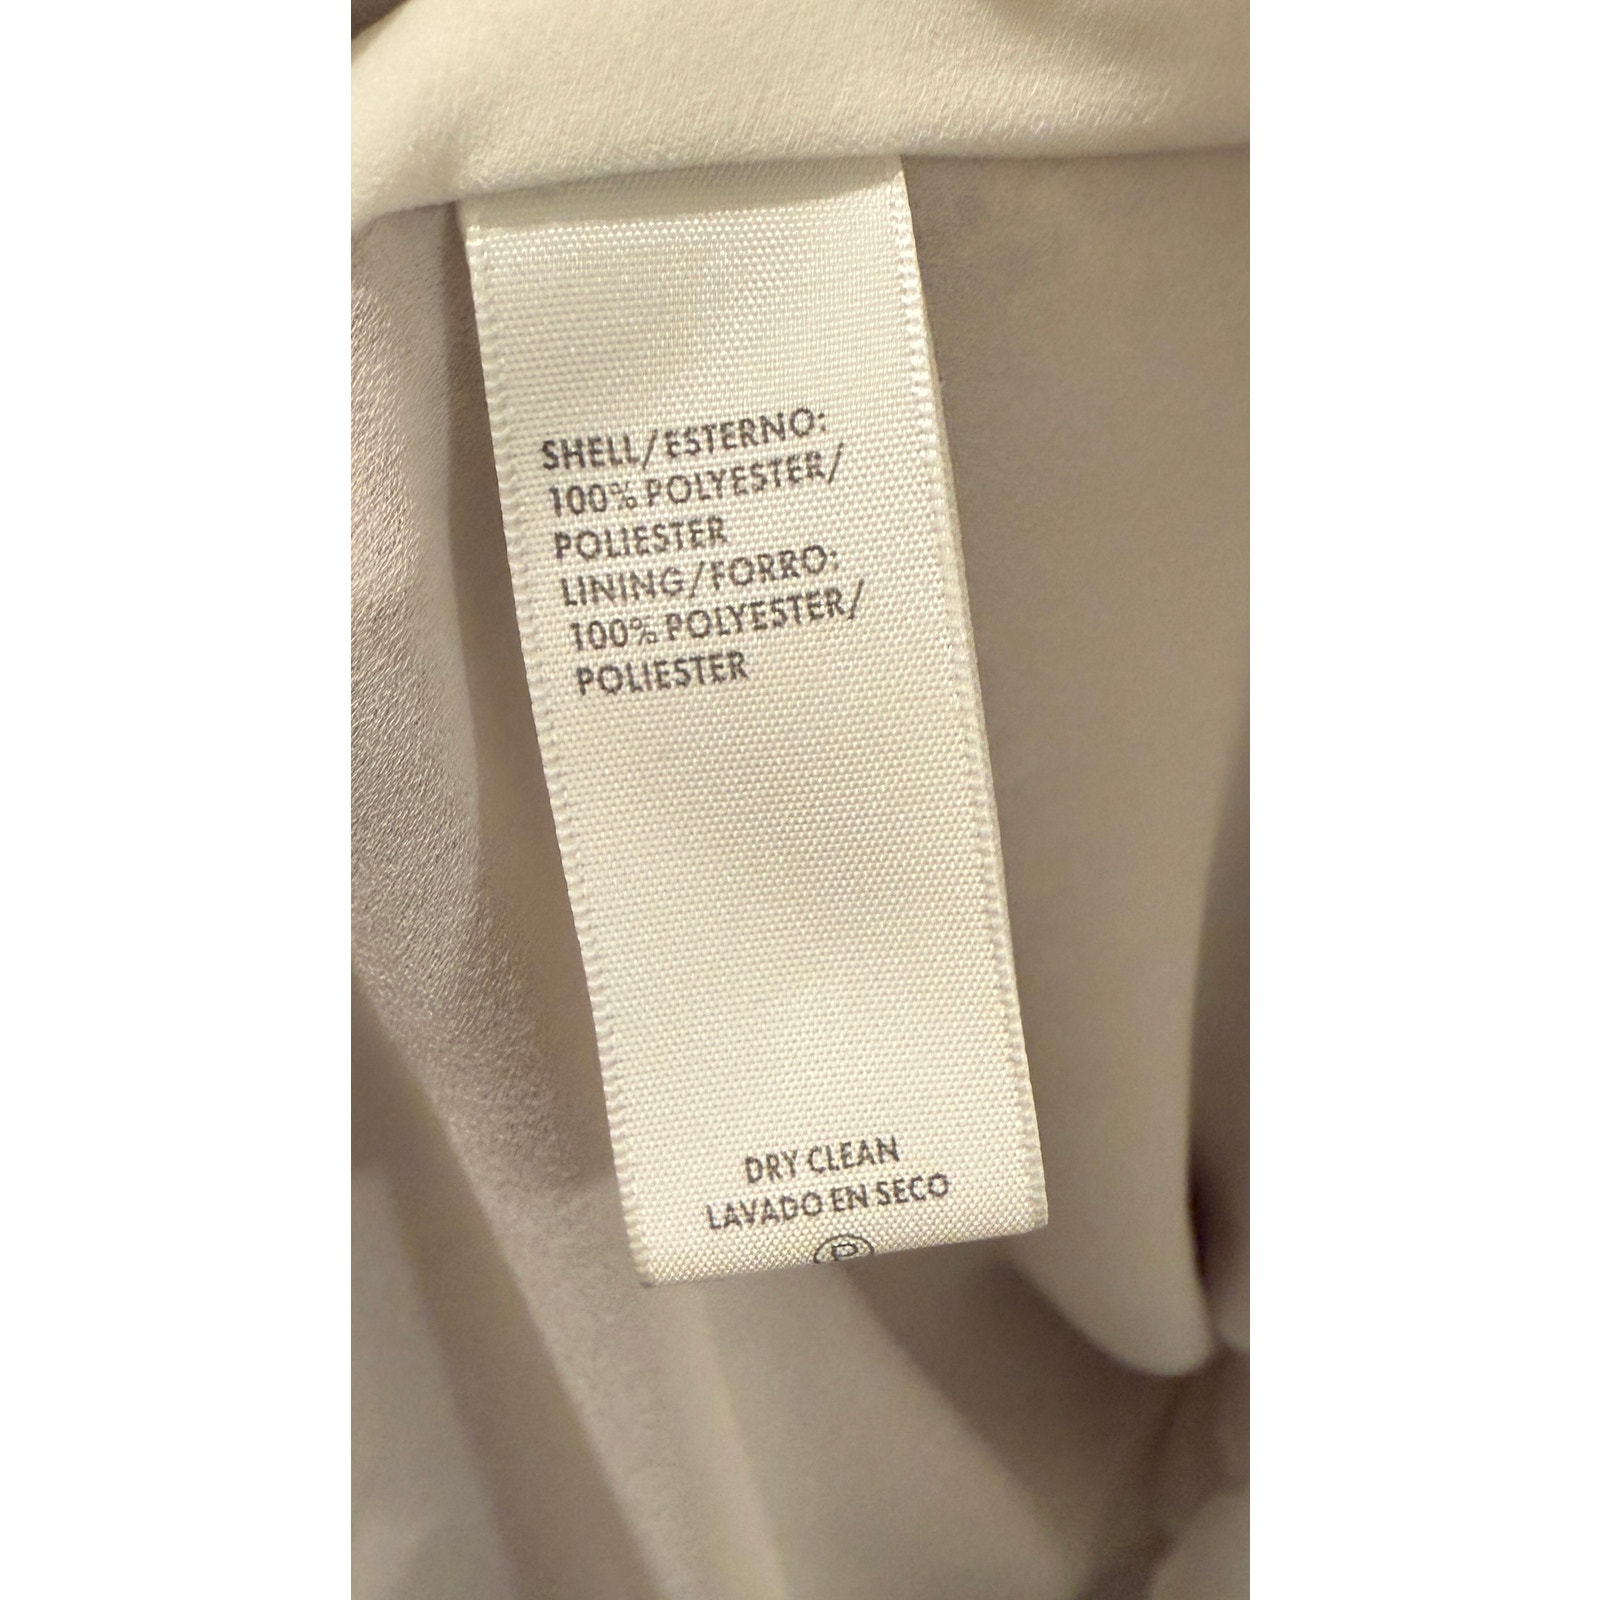 SHELL/ESTERNO:
100% POLYESTER/
POLIESTER
LINING/FORRO:
100% POLYESTER/
POLIESTER
DRY CLEAN
LAVADO EN SECO
P